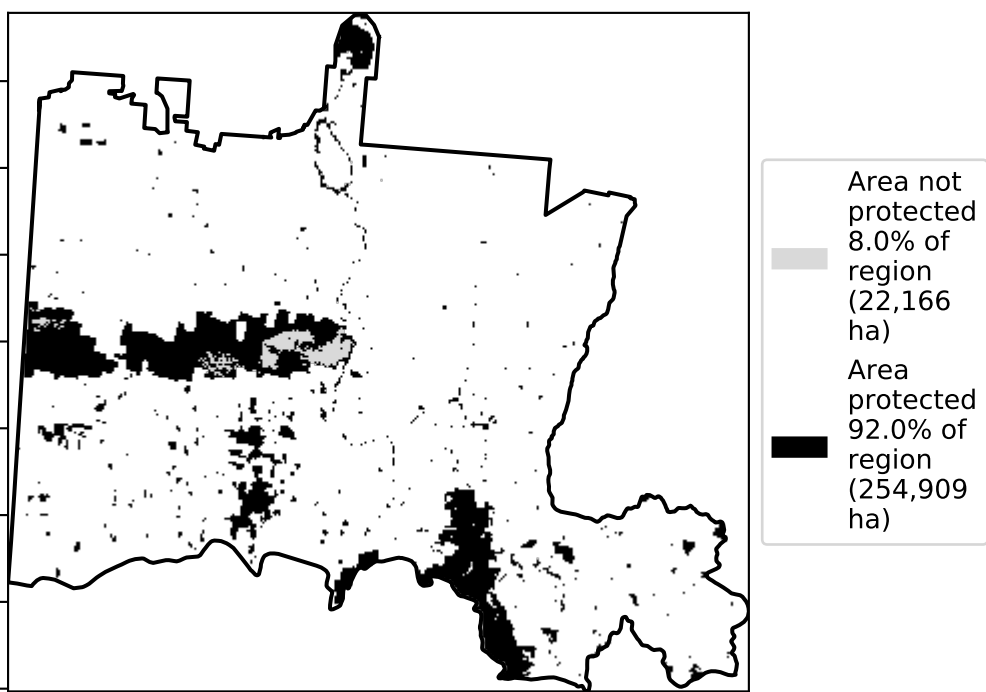 Area not
protected
8.0% of
region
(22,166
ha)
Area
protected
92.0% of
region
(254,909
ha)